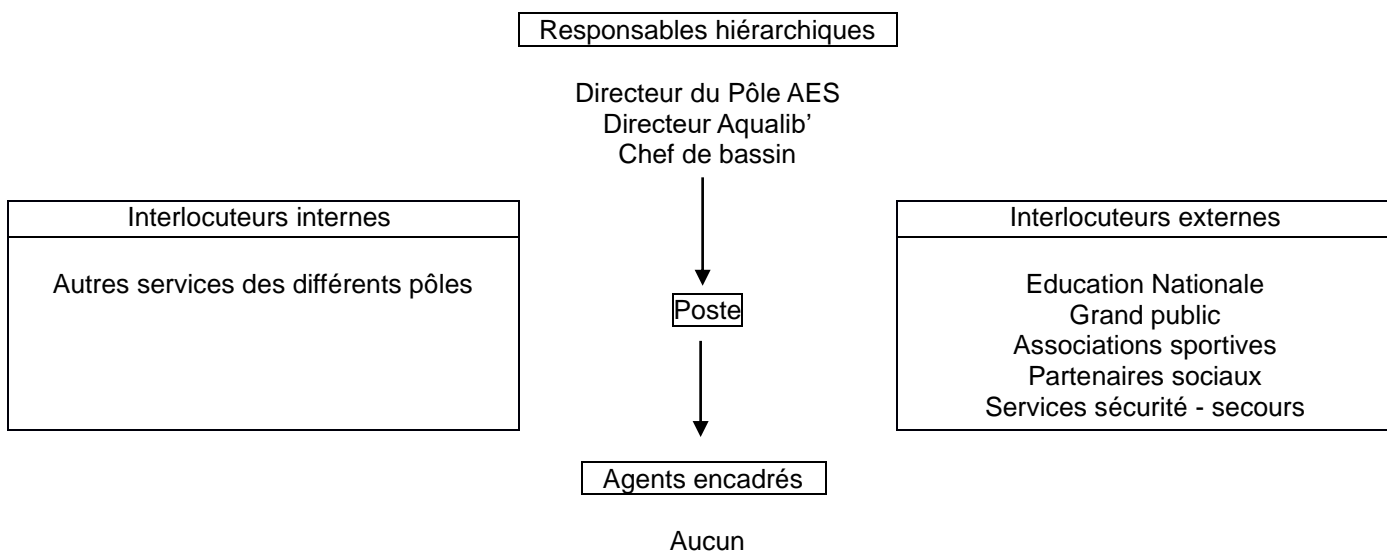 Responsables hiérarchiques
Directeur du Pôle AES
Directeur Aqualib’
Chef de bassin
Interlocuteurs internes
Autres services des différents pôles
Interlocuteurs externes
Education Nationale
Grand public
Associations sportives
Partenaires sociaux
Services sécurité - secours
Poste
Agents encadrés
Aucun